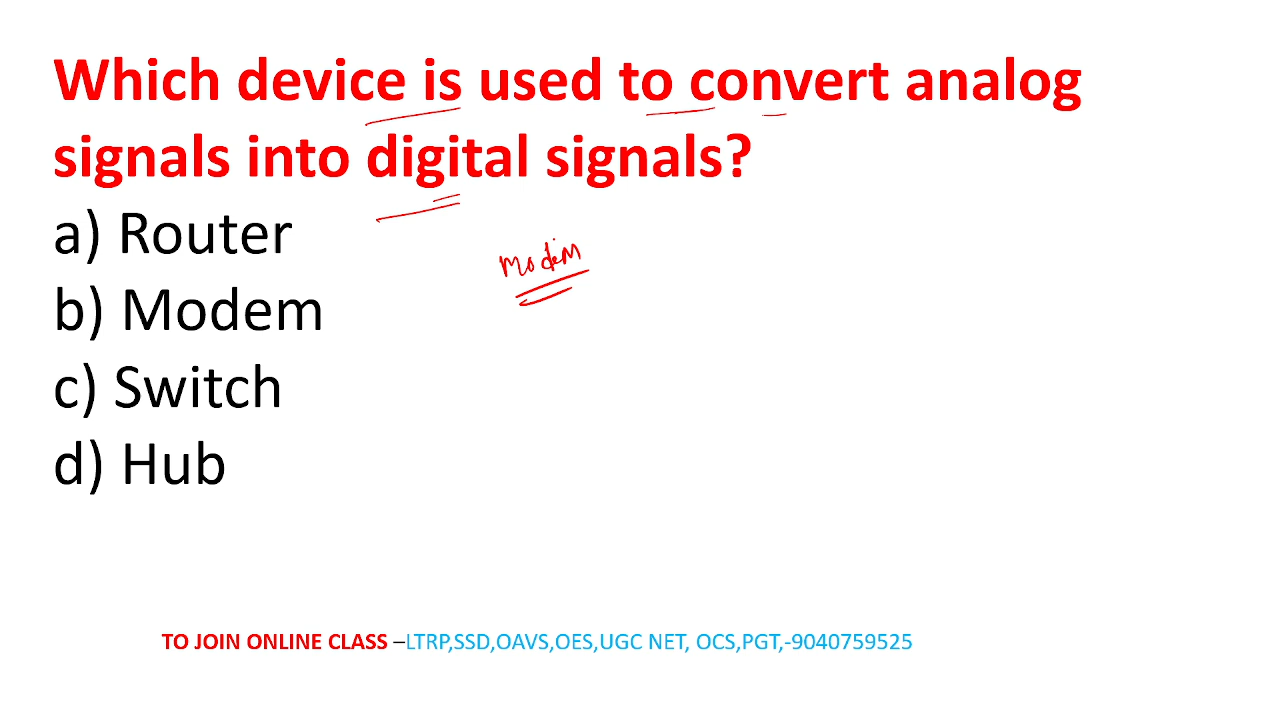 Which device is used to convert analog
signals into digital signals?
a) Router
modem
b) Modem
c) Switch
d) Hub
TO JOIN ONLINE CLASS –LTRP,SSD,OAVS,OES,UGC NET, OCS,PGT,-9040759525